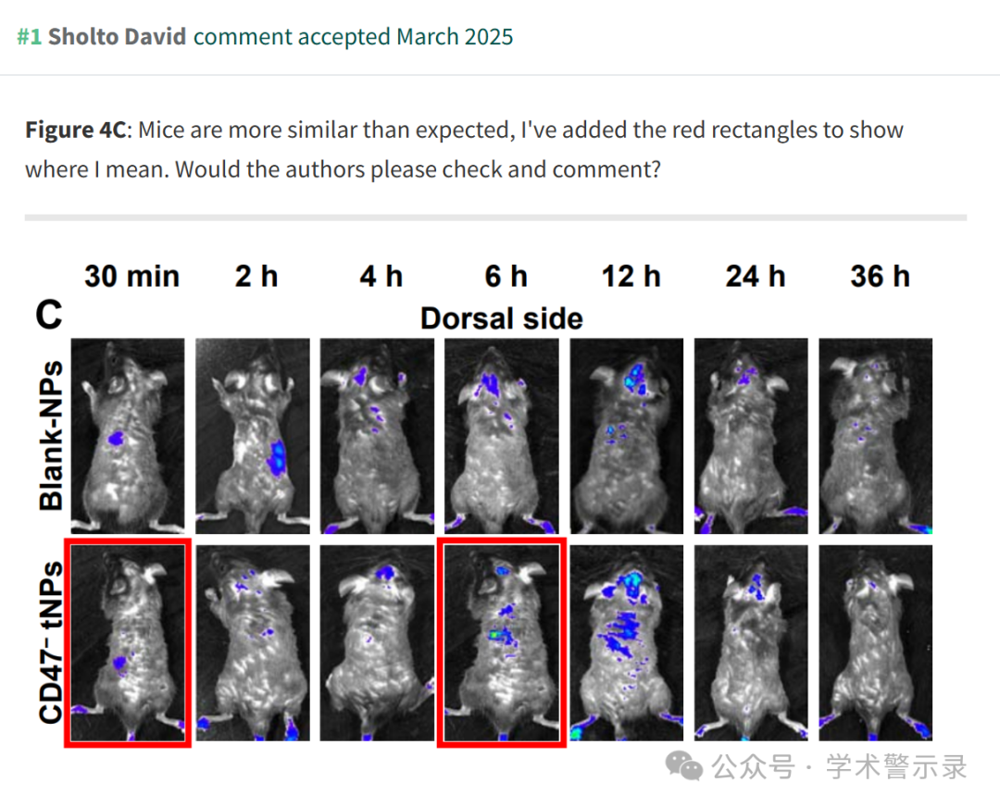 #1 Sholto David comment accepted March 2025
Figure 4C: Mice are more similar than expected, I've added the red rectangles to show
where I mean. Would the authors please check and comment?
30 min 2 h 4 h 6 h 12 h 24 h 36 h
C
Dorsal side
Blank-NPs
CD47⁻ tNPs
公众号 · 学术警示录